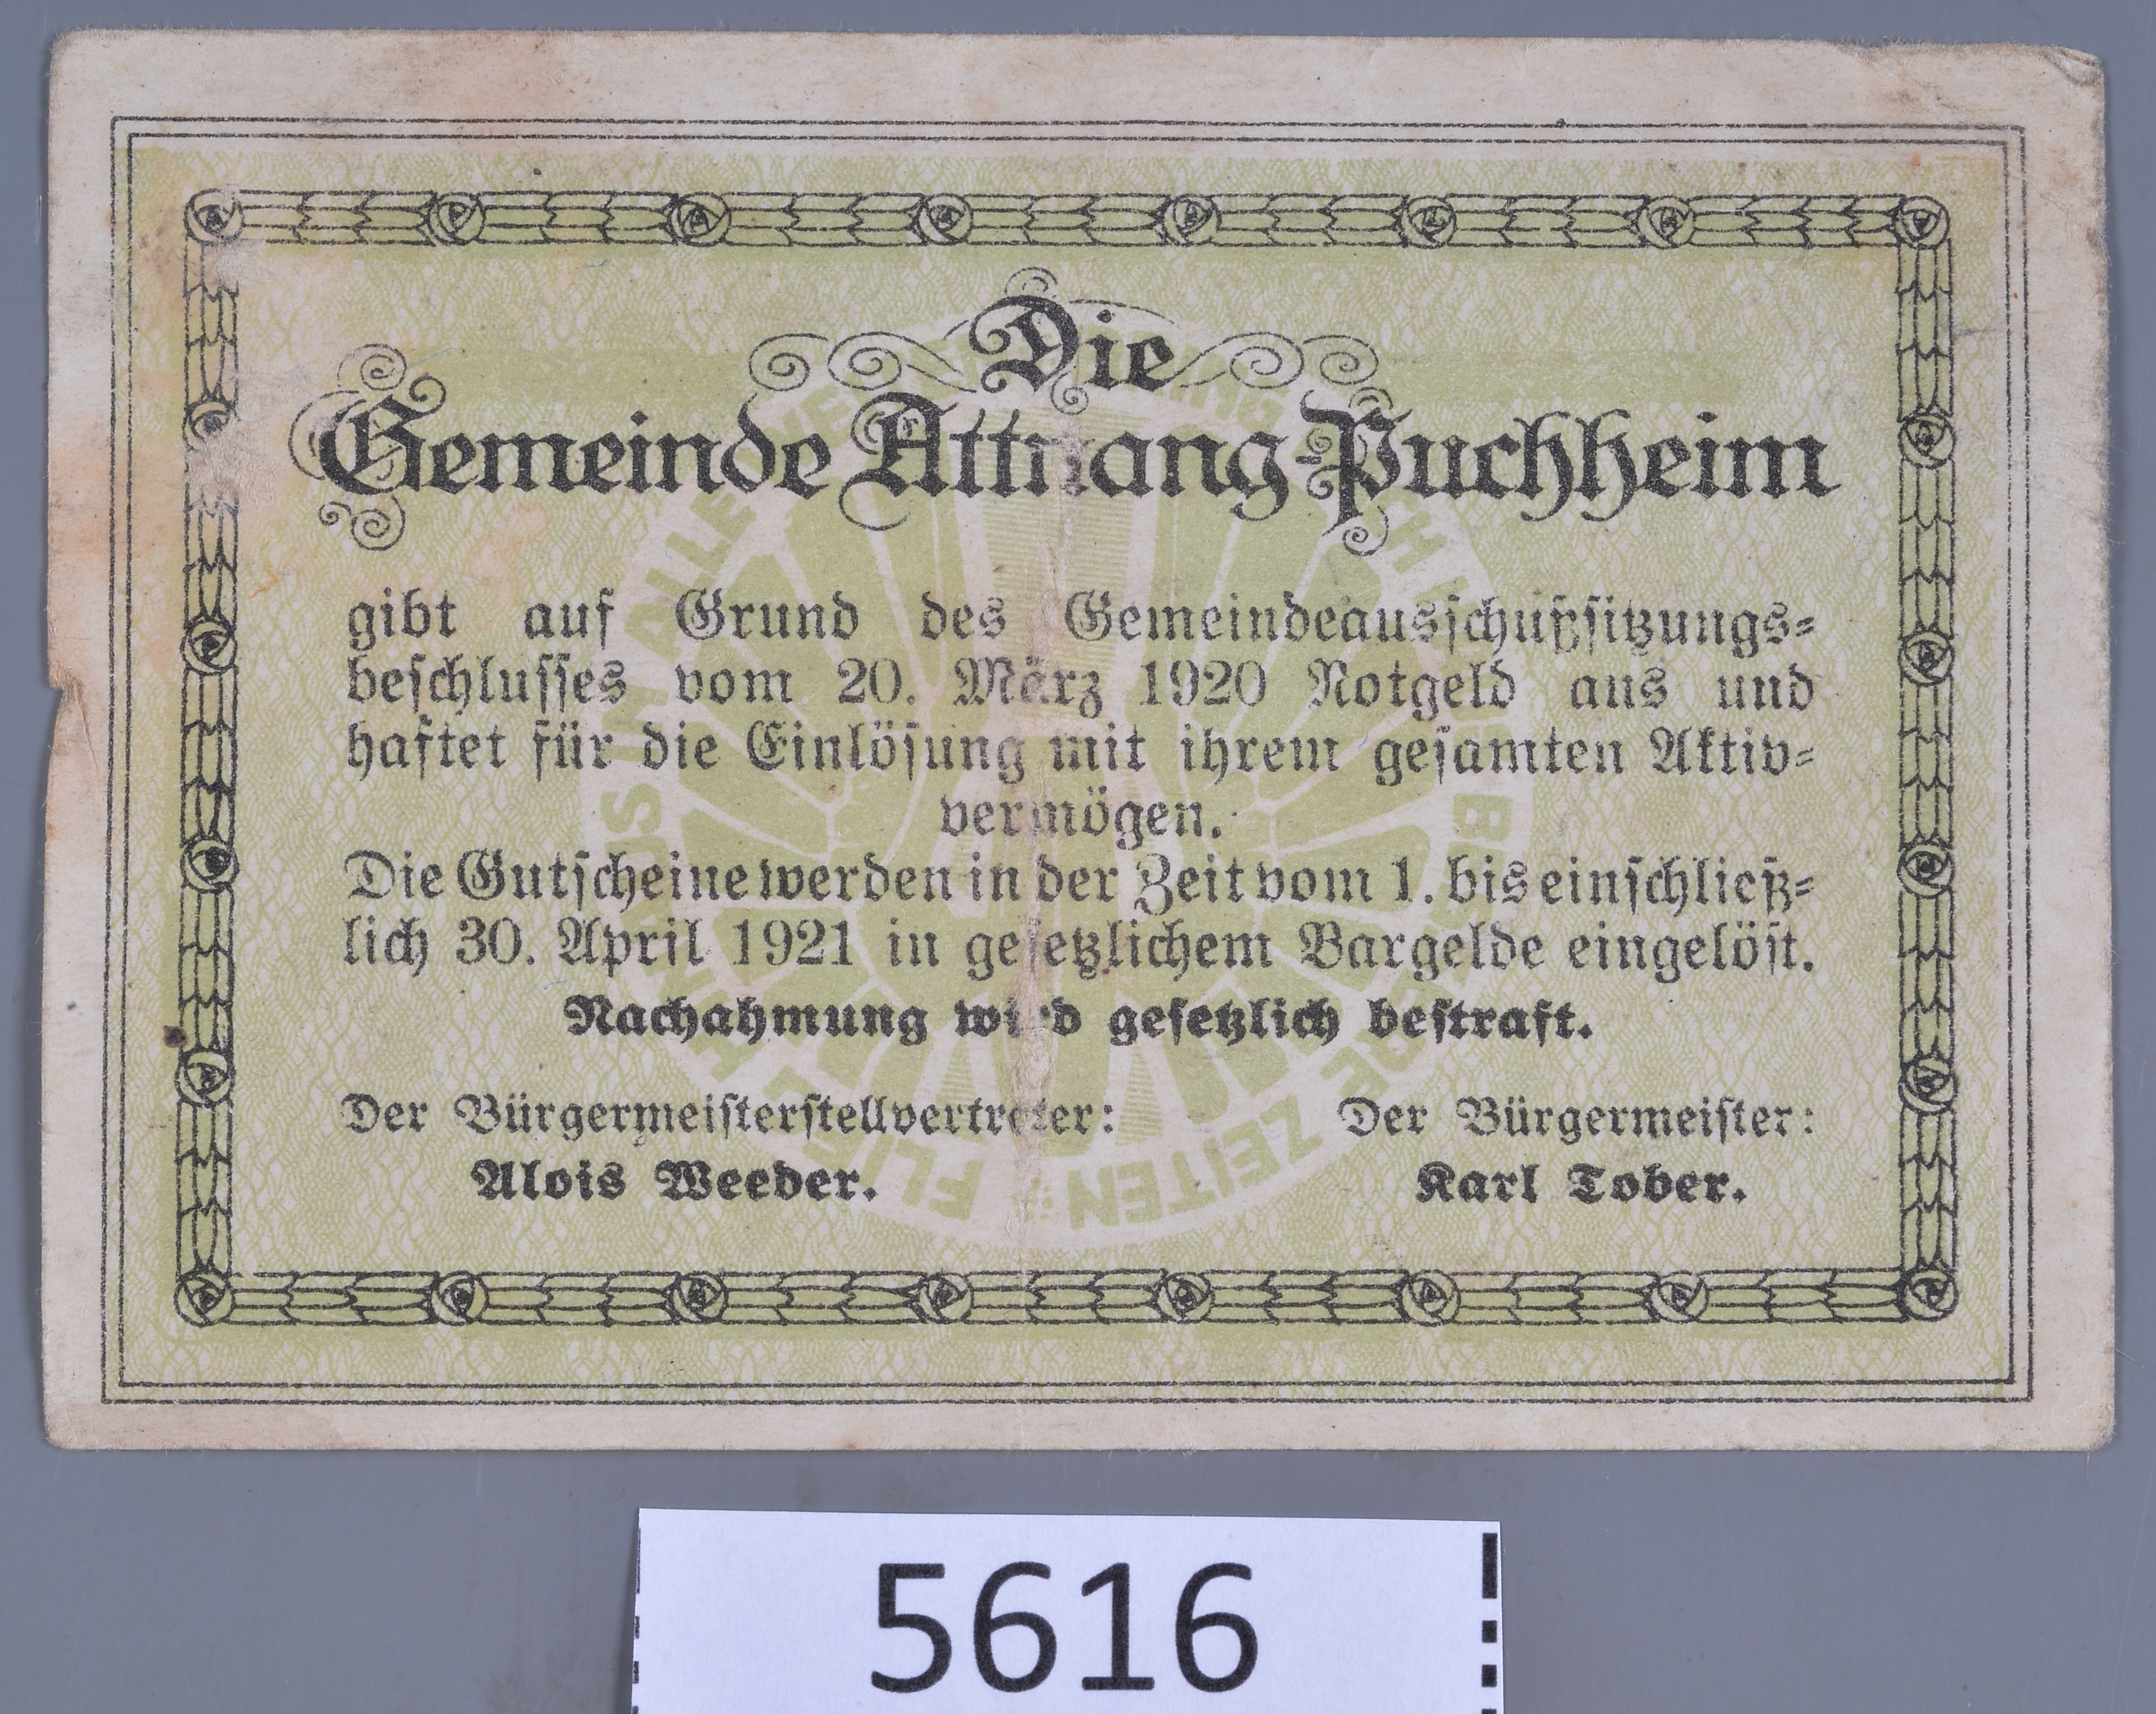 Die
Gemeinde Attnang-Puchheim
gibt auf Grund des Gemeindeausschußsitzungs=
beschlusses vom 20. März 1920 Notgeld aus und
haftet für die Einlösung mit ihrem gesamten Aktiv=
vermögen.
Die Gutscheine werden in der Zeit vom 1. bis einschließ=
lich 30. April 1921 in gesetzlichem Bargelde eingelöst.
Nachahmung wird gesetzlich bestraft.
Der Bürgermeisterstellvertreter:
Alois Weeder.
Der Bürgermeister:
Karl Tober.
ZEITEN
5616